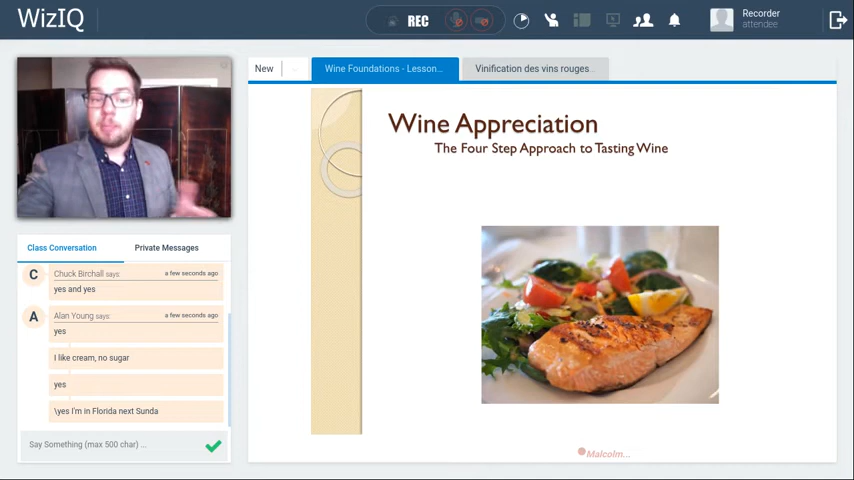 WizIQ
REC
Recorder
attendee
New
Wine Foundations - Lesson...
Vinification des vins rouges...
Wine Appreciation
The Four Step Approach to Tasting Wine
Class Conversation
Private Messages
C
Chuck Birchall says:
a few seconds ago
yes and yes
A
Alan Young says:
a few seconds ago
yes
I like cream, no sugar
yes
\yes I'm in Florida next Sunda
Say Something (max 500 char) ...
Malcolm...